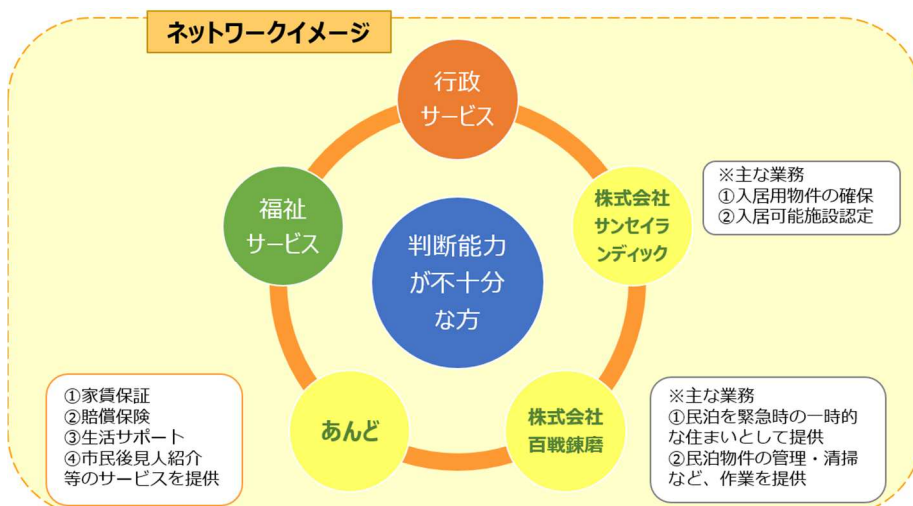 ネットワークイメージ
行政
サービス
福祉
サービス
株式会社
サンセイラ
ンディック
※主な業務
①入居用物件の確保
②入居可能施設認定
判断能力
が不十分
な方
①家賃保証
②賠償保険
③生活サポート
④市民後見人紹介
等のサービスを提供
あんど
株式会社
百戦錬磨
※主な業務
①民泊を緊急時の一時的
な住まいとして提供
②民泊物件の管理・清掃
など、作業を提供